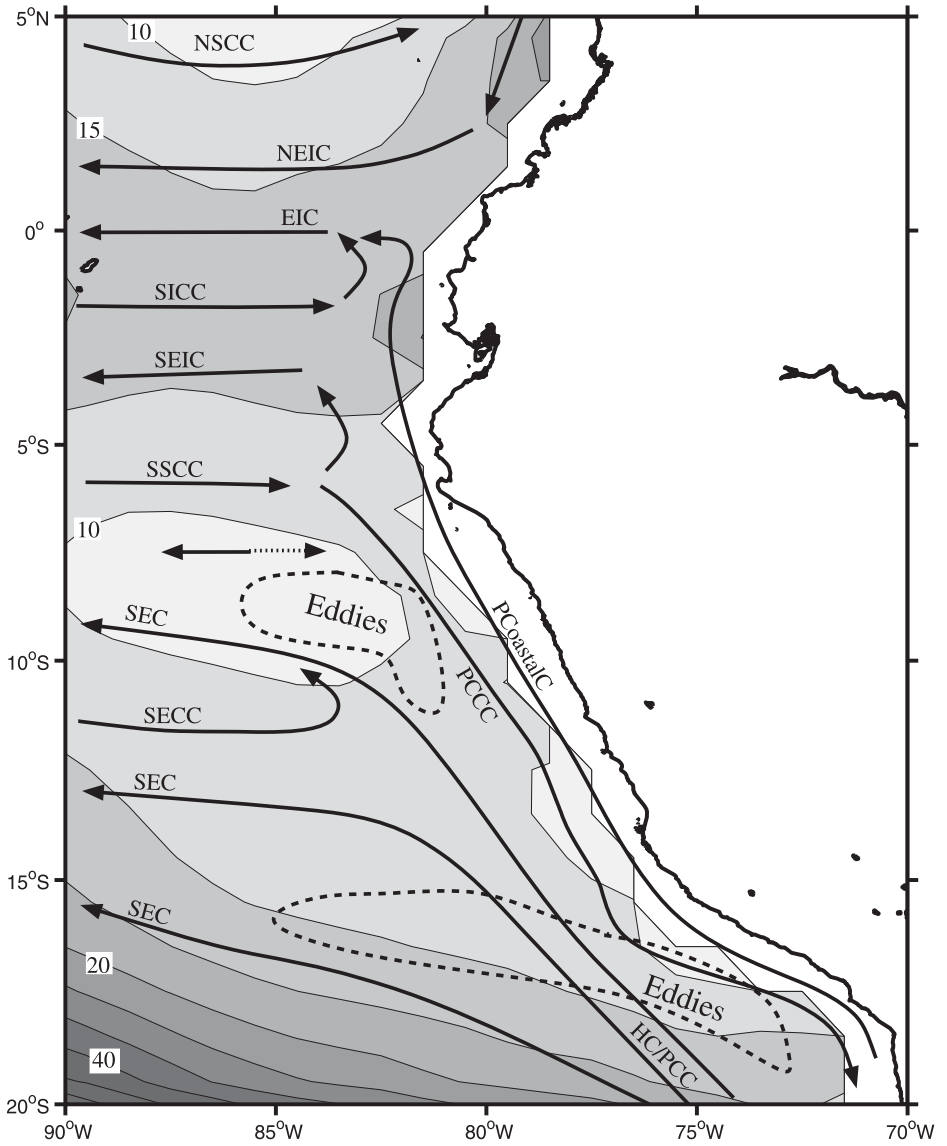 5°N
10
NSCC
15
NEIC
EIC
0°
SICC
SEIC
5°S
SSCC
10
Eddies
SEC
PCoastalC
10°S
PCCC
SECC
SEC
15°S
SEC
20
Eddies
HC/PCC
40
20°S
90°W
85°W
80°W
75°W
70°W